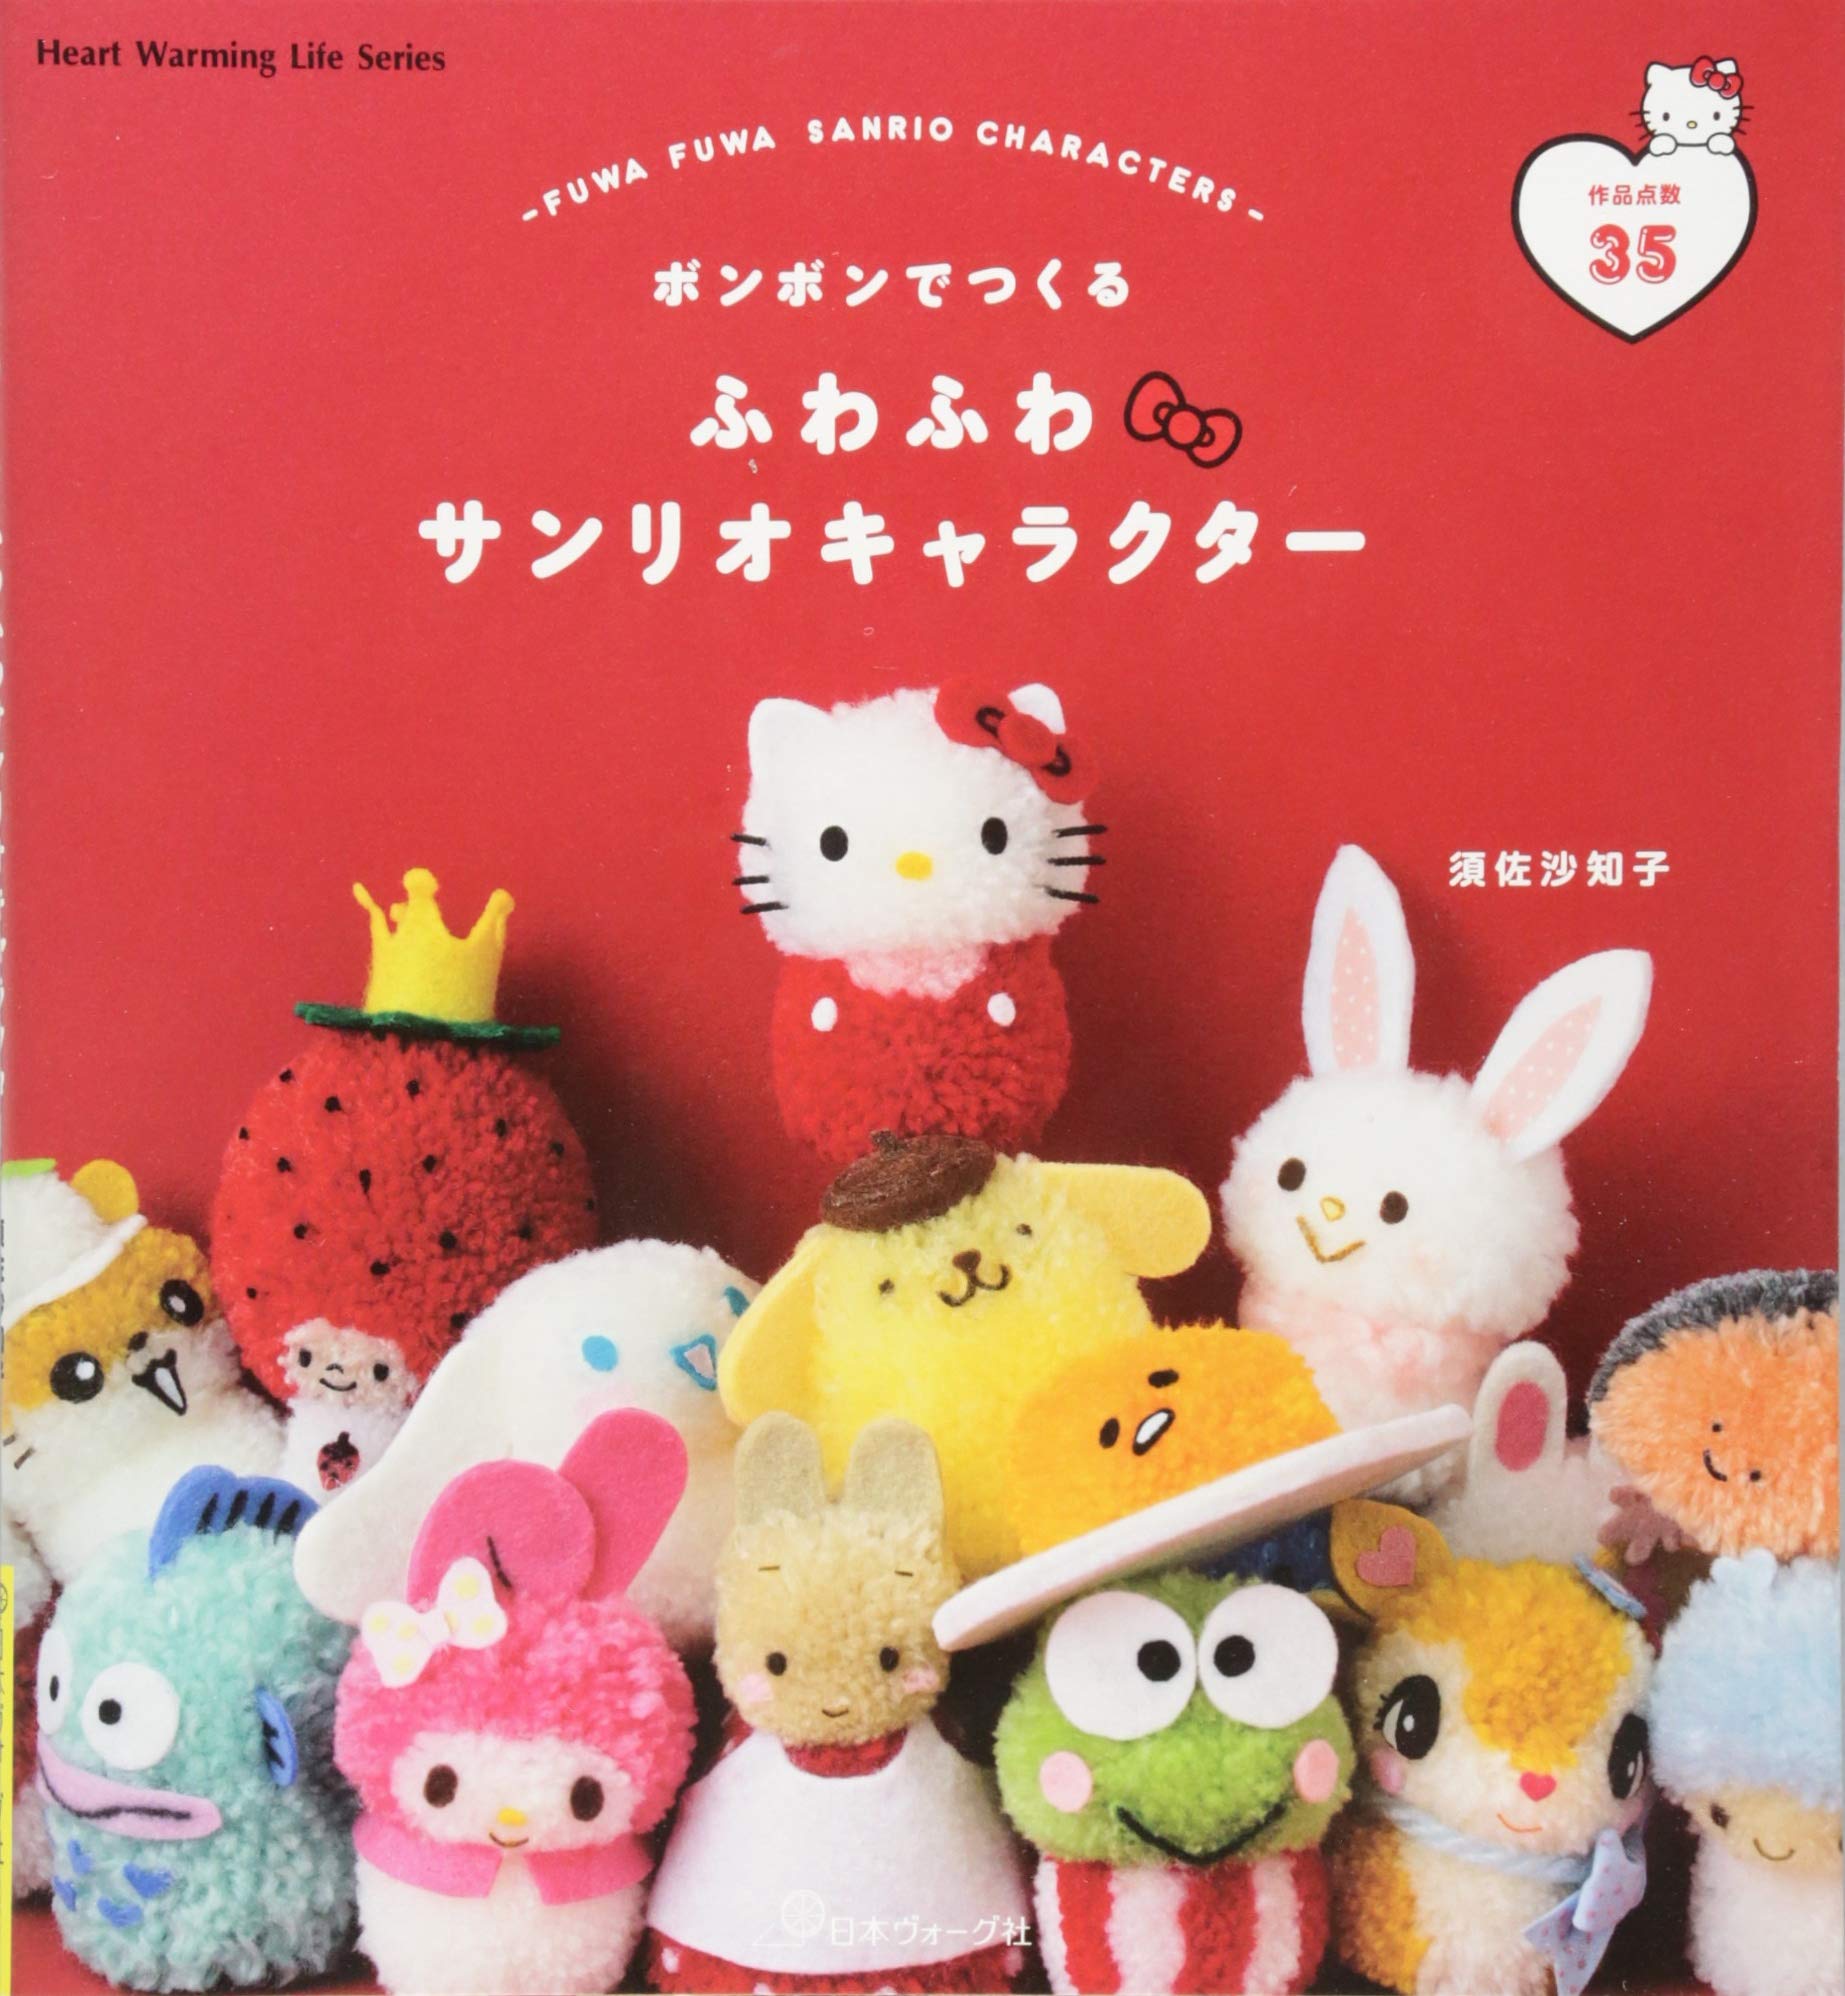 Heart Warming Life Series
-FUWA FUWA SANRIO CHARACTERS-
作品点数
35
ボンボンでつくる
ふわふわ
サンリオキャラクター
須佐沙知子
日本ヴォーグ社